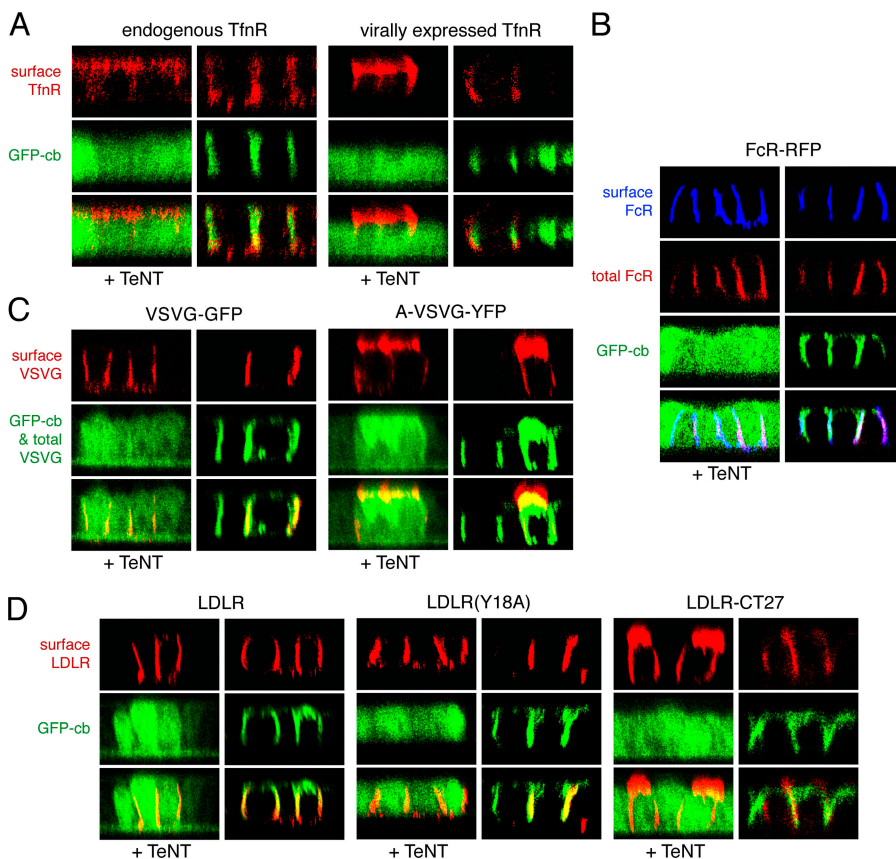 A
endogenous TfnR
virally expressed TfnR
surface
TfnR
GFP-cb
+ TeNT
+ TeNT
B
FcR-RFP
surface
FcR
total FcR
GFP-cb
+ TeNT
C
VSVG-GFP
A-VSVG-YFP
surface
VSVG
GFP-cb
& total
VSVG
+ TeNT
+ TeNT
D
LDLR
LDLR(Y18A)
LDLR-CT27
surface
LDLR
GFP-cb
+ TeNT
+ TeNT
+ TeNT